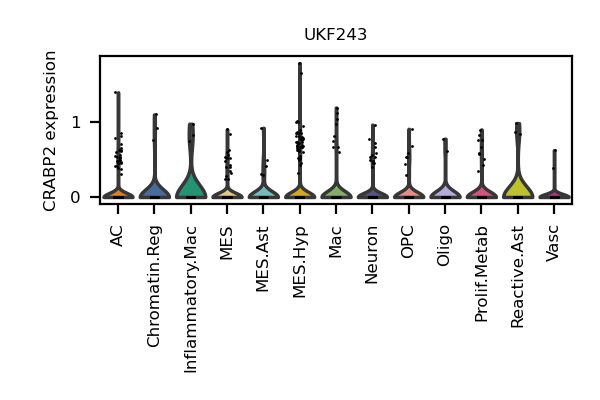 UKF243
CRABP2 expression
1
0
AC
Chromatin.Reg
Inflammatory.Mac
MES
MES.Ast
MES.Hyp
Mac
Neuron
OPC
Oligo
Prolif.Metab
Reactive.Ast
Vasc